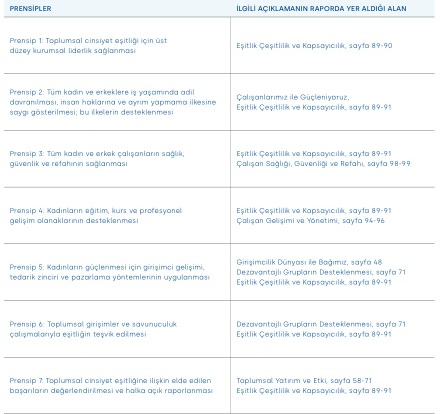 PRENSİPLER
İLGİLİ AÇIKLAMANIN RAPORDA YER ALDIĞI ALAN
Prensip 1: Toplumsal cinsiyet eşitliği için üst
düzey kurumsal liderlik sağlanması
Eşitlik Çeşitlilik ve Kapsayıcılık, sayfa 89-90
Prensip 2: Tüm kadın ve erkeklere iş yaşamında adil
davranılması, insan haklarına ve ayrım yapmama ilkesine
saygı gösterilmesi, bu ilkelerin desteklenmesi
Çalışanlarımız ile Güçleniyoruz,
Eşitlik Çeşitlilik ve Kapsayıcılık, sayfa 89-91
Prensip 3: Tüm kadın ve erkek çalışanların sağlık,
güvenlik ve refahının sağlanması
Eşitlik Çeşitlilik ve Kapsayıcılık, sayfa 89-91
Çalışan Sağlığı, Güvenliği ve Refahı, sayfa 98-99
Prensip 4: Kadınların eğitim, kurs ve profesyonel
gelişim olanaklarının desteklenmesi
Eşitlik Çeşitlilik ve Kapsayıcılık, sayfa 89-91
Çalışan Gelişimi ve Yönetimi, sayfa 94-96
Prensip 5: Kadınların güçlenmesi için girişimci gelişimi,
tedarik zinciri ve pazarlama yöntemlerinin uygulanması
Girişimcilik Dünyası ile Bağımız, sayfa 48
Dezavantajlı Grupların Desteklenmesi, sayfa 71
Eşitlik Çeşitlilik ve Kapsayıcılık, sayfa 89-91
Prensip 6: Toplumsal girişimler ve savunuculuk
çalışmalarıyla eşitliğin teşvik edilmesi
Dezavantajlı Grupların Desteklenmesi, sayfa 71
Eşitlik Çeşitlilik ve Kapsayıcılık, sayfa 89-91
Prensip 7: Toplumsal cinsiyet eşitliğine ilişkin elde edilen
başarıların değerlendirilmesi ve halka açık raporlanması
Toplumsal Yatırım ve Etki, sayfa 58-71
Eşitlik Çeşitlilik ve Kapsayıcılık, sayfa 89-91